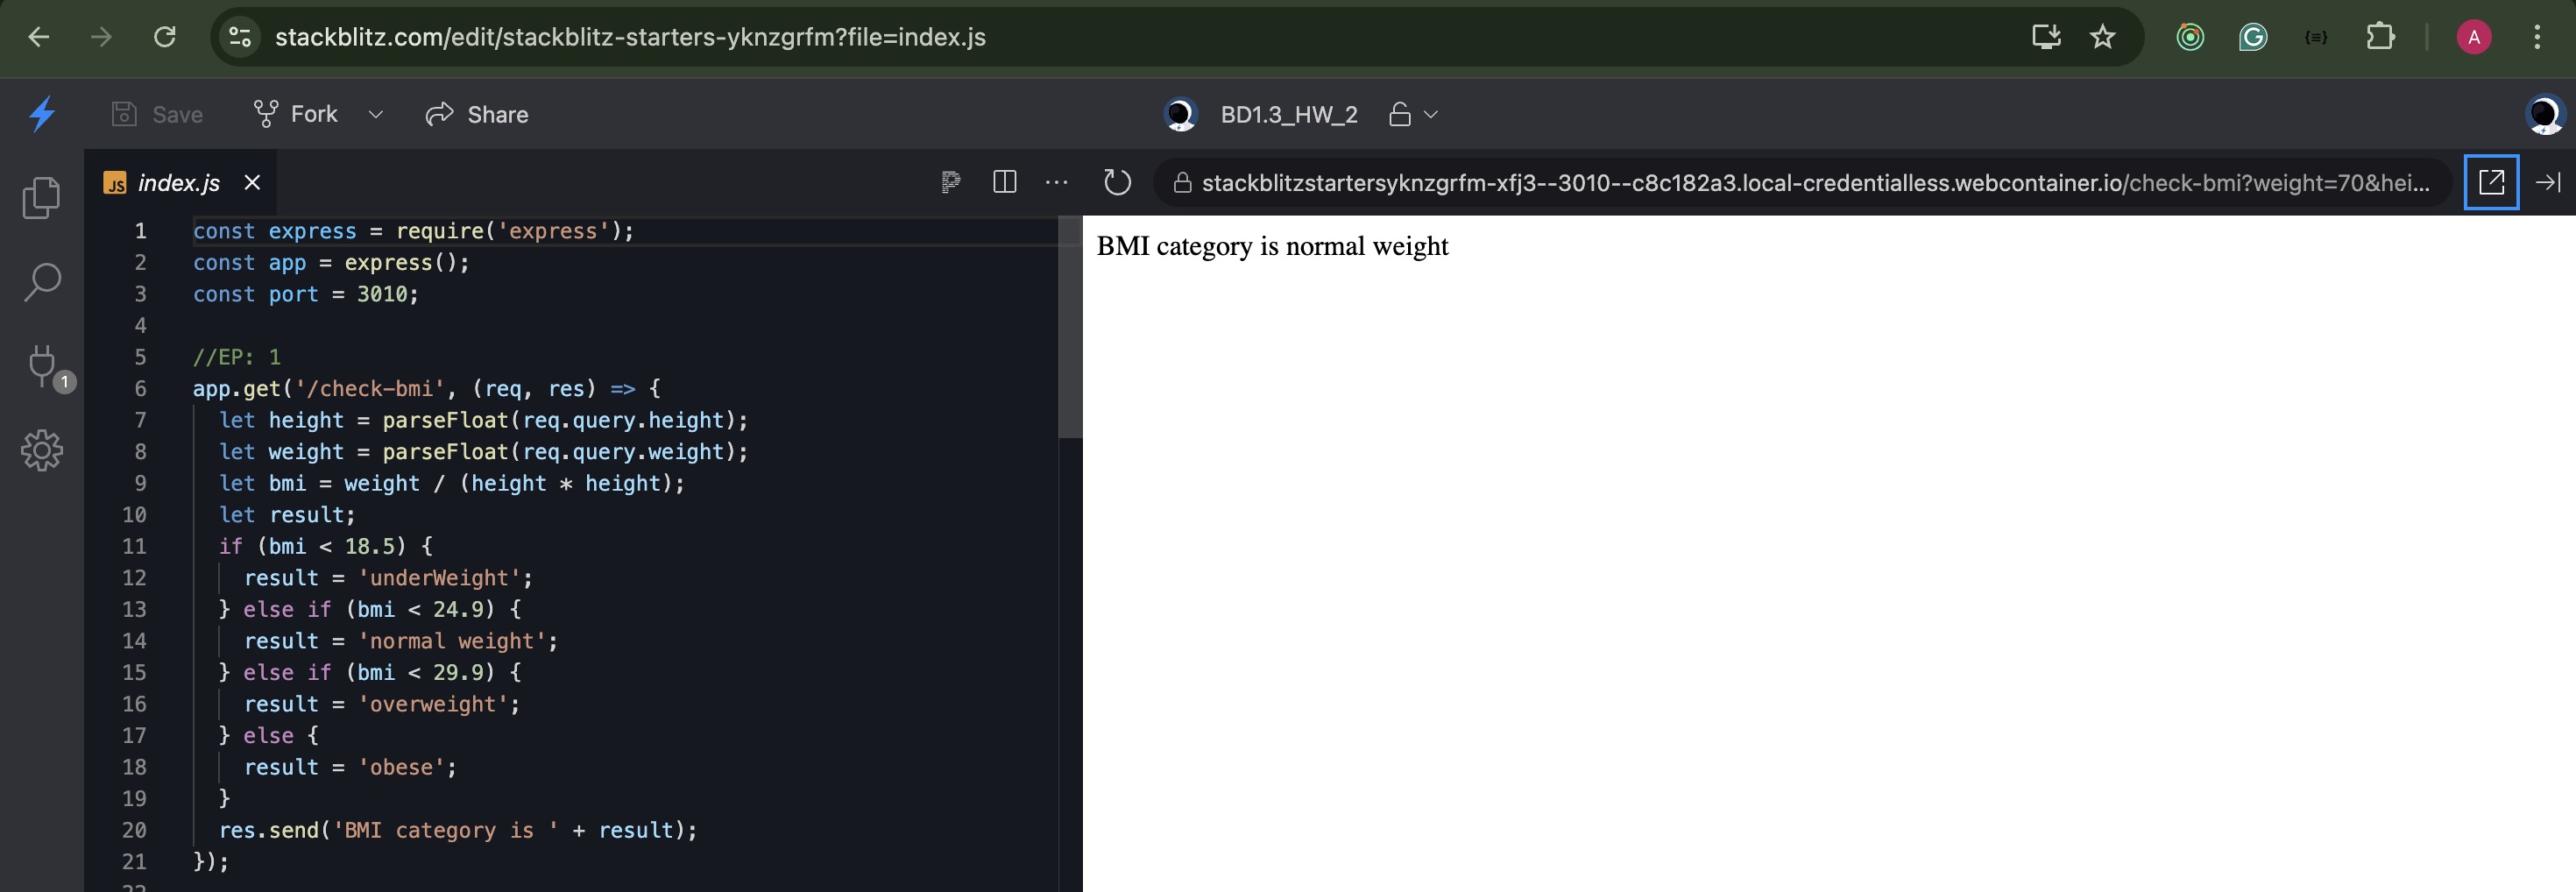 stackblitz.com/edit/stackblitz-starters-yknzgrfm?file=index.js
A
Save
Fork
Share
BD1.3_HW_2
JS index.js
stackblitzstartersyknzgrfm-xfj3--3010--c8c182a3.local-credentialless.webcontainer.io/check-bmi?weight=70&hei...
1
1 const express = require('express');
2 const app = express();
3 const port = 3010;
4
5 //EP: 1
6 app.get('/check-bmi', (req, res) => {
7 let height = parseFloat(req.query.height);
8 let weight = parseFloat(req.query.weight);
9 let bmi = weight / (height * height);
10 let result;
11 if (bmi < 18.5) {
12 result = 'underWeight';
13 } else if (bmi < 24.9) {
14 result = 'normal weight';
15 } else if (bmi < 29.9) {
16 result = 'overweight';
17 } else {
18 result = 'obese';
19 }
20 res.send('BMI category is ' + result);
21 });
BMI category is normal weight